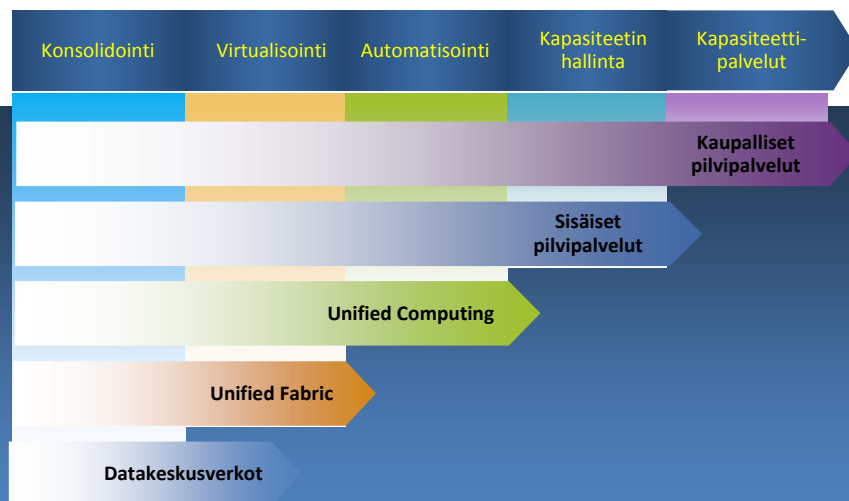 Konsolidointi
Virtualisointi
Automatisointi
Kapasiteetin
hallinta
Kapasiteetti-
palvelut
Kaupalliset
pilvipalvelut
Sisäiset
pilvipalvelut
Unified Computing
Unified Fabric
Datakeskusverkot